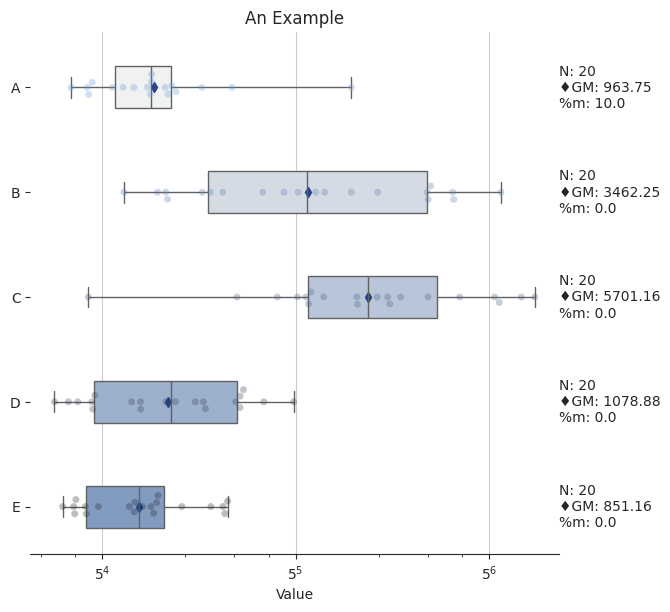 An Example
A
N: 20
♦GM: 963.75
%m: 10.0
B
N: 20
♦GM: 3462.25
%m: 0.0
C
N: 20
♦GM: 5701.16
%m: 0.0
D
N: 20
♦GM: 1078.88
%m: 0.0
E
N: 20
♦GM: 851.16
%m: 0.0
5⁴ 5⁵ 5⁶
Value